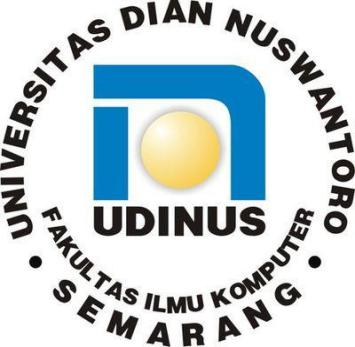 UNIVERSITAS DIAN NUSWANTORO
UDINUS
FAKULTAS ILMU KOMPUTER
• SEMARANG •